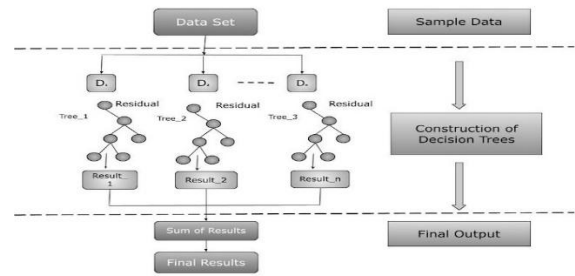 Data Set
Sample Data
D.
D.
D.
Residual
Residual
Residual
Tree_1
Tree_2
Tree_3
Construction of
Decision Trees
Result_
1
Result_2
Result_n
Sum of Results
Final Output
Final Results